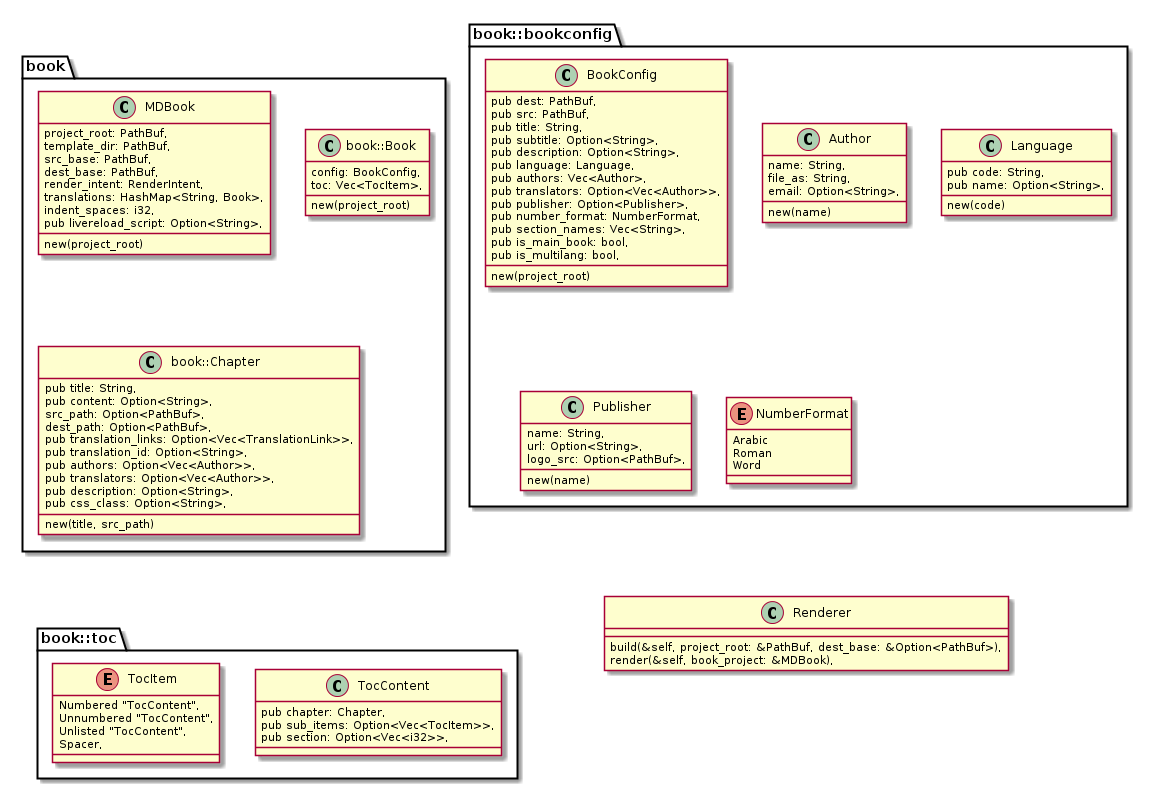 book
C MDBook
project_root: PathBuf,
template_dir: PathBuf,
src_base: PathBuf,
dest_base: PathBuf,
render_intent: RenderIntent,
translations: HashMap<String, Book>,
indent_spaces: i32,
pub livereload_script: Option<String>,
new(project_root)
C book::Book
config: BookConfig,
toc: Vec<TocItem>,
new(project_root)
C book::Chapter
pub title: String,
pub content: Option<String>,
src_path: Option<PathBuf>,
dest_path: Option<PathBuf>,
pub translation_links: Option<Vec<TranslationLink>>,
pub translation_id: Option<String>,
pub authors: Option<Vec<Author>>,
pub translators: Option<Vec<Author>>,
pub description: Option<String>,
pub css_class: Option<String>,
new(title, src_path)
book::bookconfig
C BookConfig
pub dest: PathBuf,
pub src: PathBuf,
pub title: String,
pub subtitle: Option<String>,
pub description: Option<String>,
pub language: Language,
pub authors: Vec<Author>,
pub translators: Option<Vec<Author>>,
pub publisher: Option<Publisher>,
pub number_format: NumberFormat,
pub section_names: Vec<String>,
pub is_main_book: bool,
pub is_multilang: bool,
new(project_root)
C Author
name: String,
file_as: String,
email: Option<String>,
new(name)
C Language
pub code: String,
pub name: Option<String>,
new(code)
C Publisher
name: String,
url: Option<String>,
logo_src: Option<PathBuf>,
new(name)
E NumberFormat
Arabic
Roman
Word
book::toc
E TocItem
Numbered "TocContent",
Unnumbered "TocContent",
Unlisted "TocContent",
Spacer,
C TocContent
pub chapter: Chapter,
pub sub_items: Option<Vec<TocItem>>,
pub section: Option<Vec<i32>>,
C Renderer
build(&self, project_root: &PathBuf, dest_base: &Option<PathBuf>),
render(&self, book_project: &MDBook),